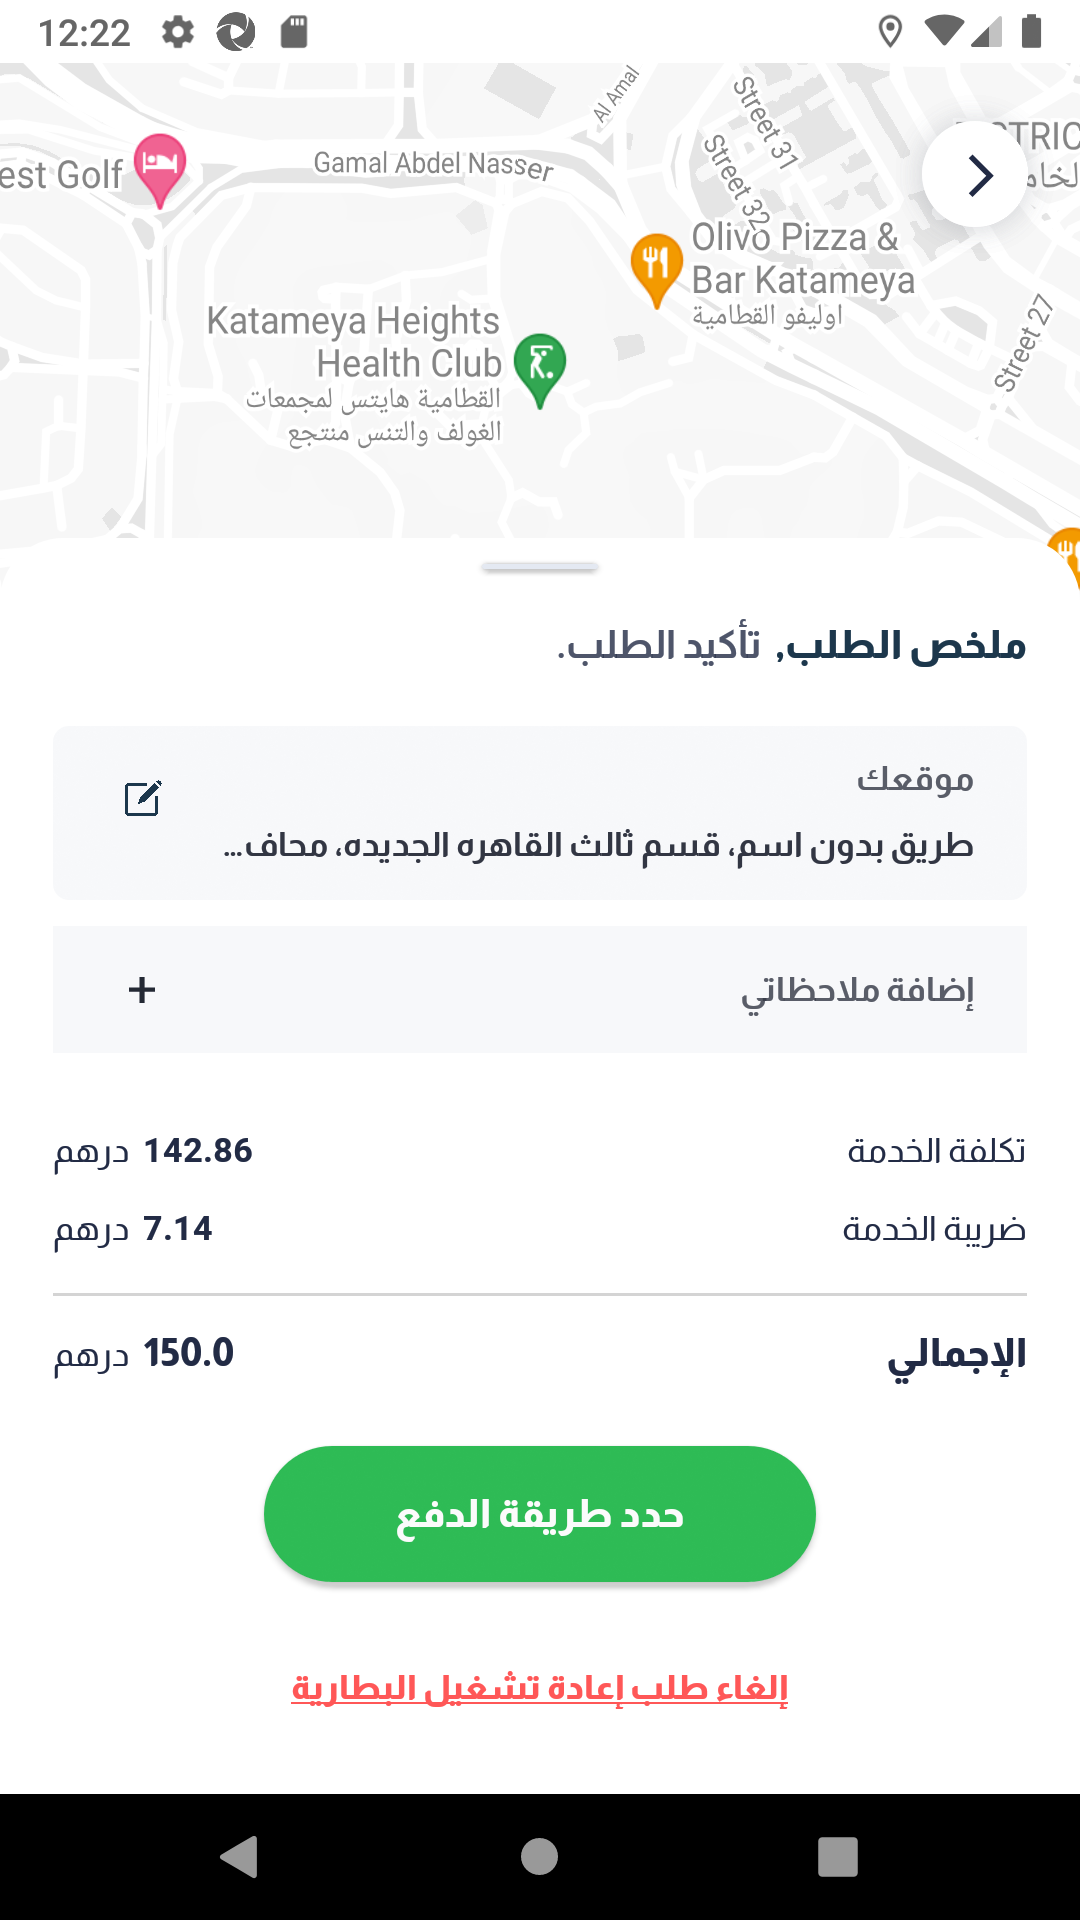 12:22
Al Amal
Street 31
Street 32
Gamal Abdel Nasser
est Golf
Olivo Pizza &
Bar Katameya
اوليفو القطامية
Katameya Heights
Health Club
القطامية هايتس لمجمعات
الغولف والتنس منتجع
Street 27
ملخص الطلب, تأكيد الطلب.
موقعك
طريق بدون اسم، قسم ثالث القاهره الجديده، محاف...
إضافة ملاحظاتي
+
تكلفة الخدمة 142.86 درهم
ضريبة الخدمة 7.14 درهم
الإجمالي 150.0 درهم
حدد طريقة الدفع
إلغاء طلب إعادة تشغيل البطارية